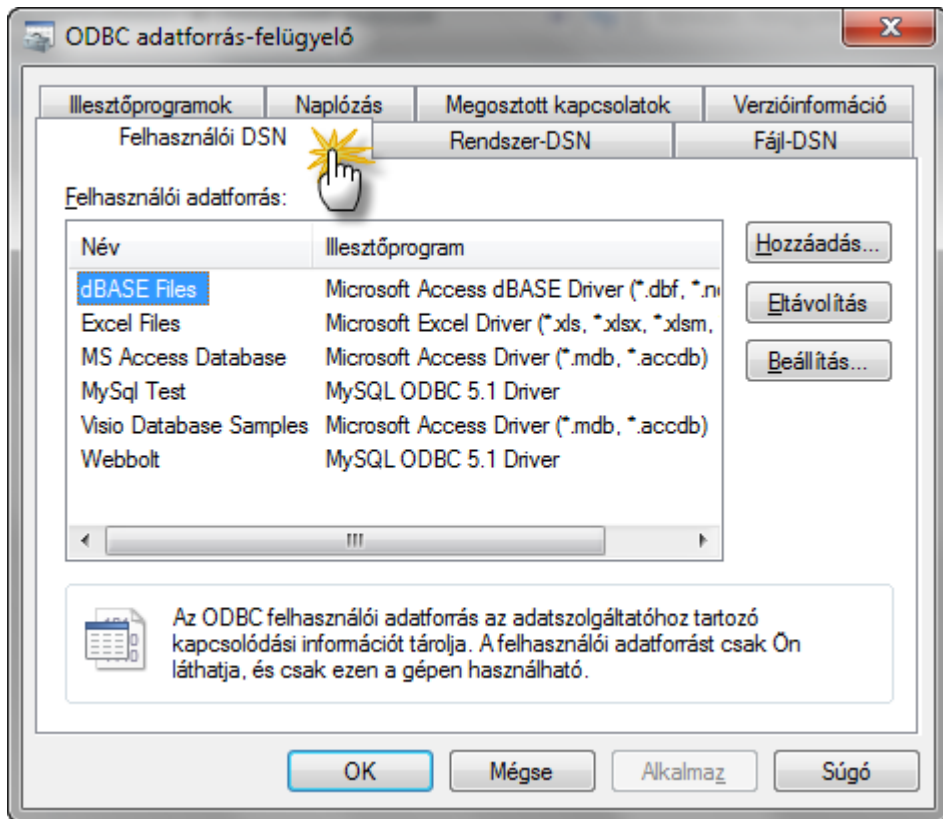 ODBC adatforrás-felügyelő
Illesztőprogramok Naplózás Megosztott kapcsolatok Verzióinformáció
Felhasználói DSN Rendszer-DSN Fájl-DSN
Felhasználói adatforrás:
Név Illesztőprogram
dBASE Files Microsoft Access dBASE Driver (*.dbf, *.n
Excel Files Microsoft Excel Driver (*.xls, *.xlsx, *.xlsm,
MS Access Database Microsoft Access Driver (*.mdb, *.accdb)
MySql Test MySQL ODBC 5.1 Driver
Visio Database Samples Microsoft Access Driver (*.mdb, *.accdb)
Webbolt MySQL ODBC 5.1 Driver
Hozzáadás...
Eltávolítás
Beállítás...
Az ODBC felhasználói adatforrás az adatszolgáltatóhoz tartozó
kapcsolódási információt tárolja. A felhasználói adatforrást csak Ön
láthatja, és csak ezen a gépen használható.
OK Mégse Alkalmaz Súgó